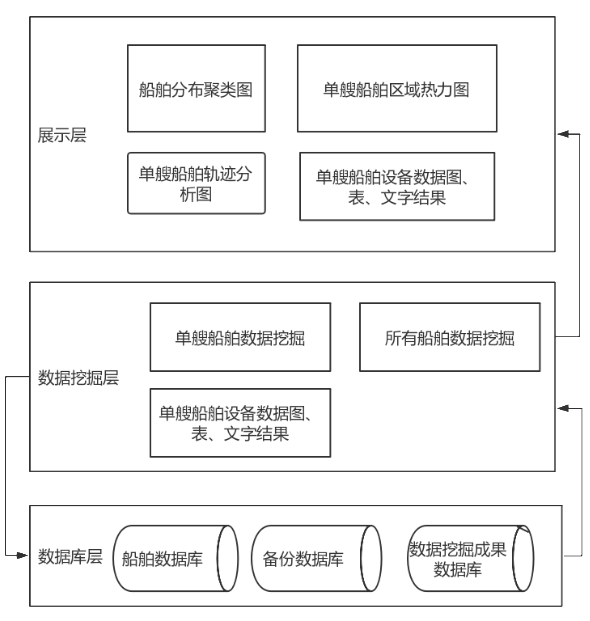 展示层
船舶分布聚类图
单艘船舶区域热力图
单艘船舶轨迹分
析图
单艘船舶设备数据图、
表、文字结果
数据挖掘层
单艘船舶数据挖掘
所有船舶数据挖掘
单艘船舶设备数据图、
表、文字结果
数据库层
船舶数据库
备份数据库
数据挖掘成果
数据库